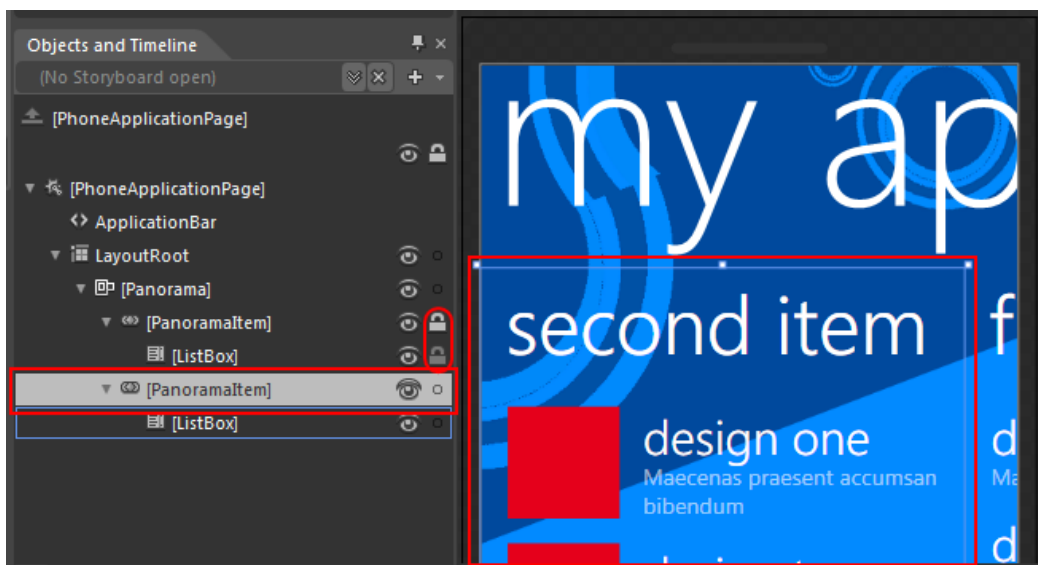 Objects and Timeline
(No Storyboard open)
[PhoneApplicationPage]
[PhoneApplicationPage]
ApplicationBar
LayoutRoot
[Panorama]
[PanoramaItem]
[ListBox]
[PanoramaItem]
[ListBox]
my ap
second item f
design one d
Maecenas praesent accumsan Ma
bibendum
d